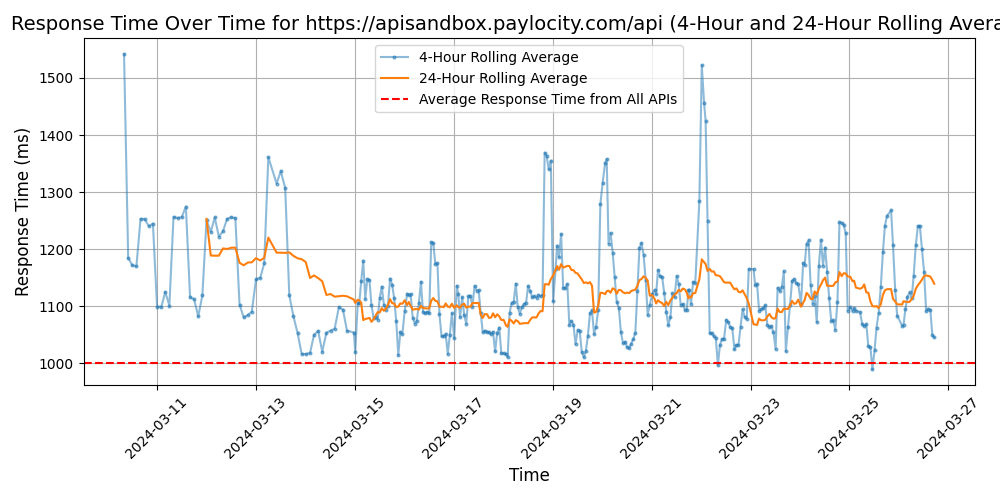 Response Time Over Time for https://apisandbox.paylocity.com/api (4-Hour and 24-Hour Rolling Avera
4-Hour Rolling Average
24-Hour Rolling Average
Average Response Time from All APIs
Response Time (ms)
1500
1400
1300
1200
1100
1000
2024-03-11
2024-03-13
2024-03-15
2024-03-17
2024-03-19
2024-03-21
2024-03-23
2024-03-25
2024-03-27
Time